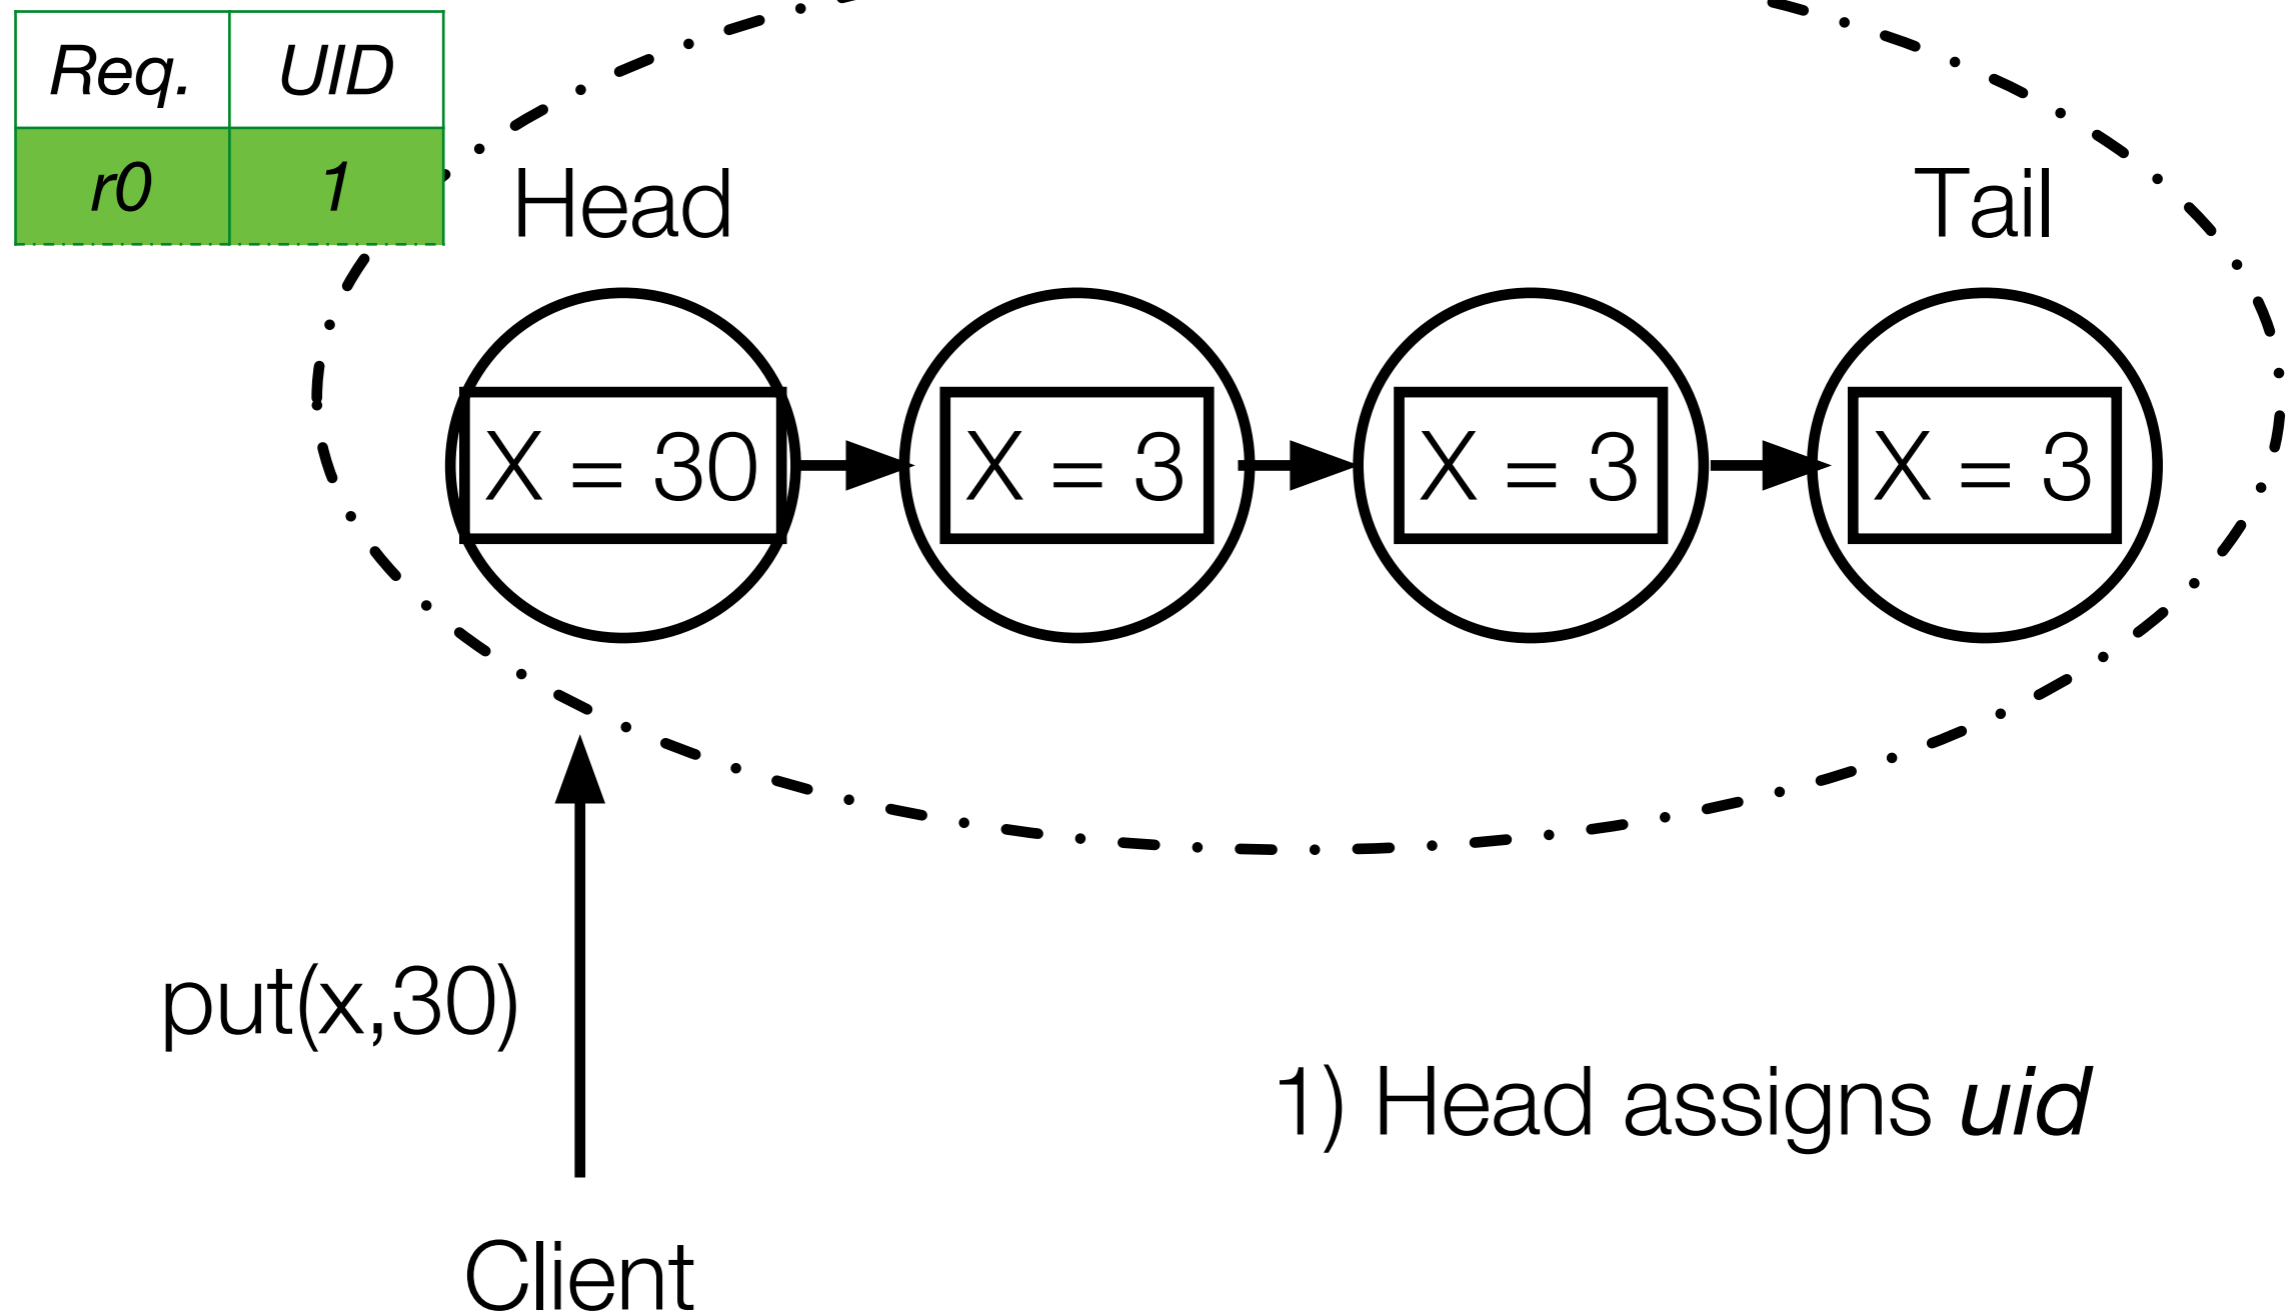 Req. UID
r0 1
Head Tail
X = 30 X = 3 X = 3 X = 3
put(x,30)
1) Head assigns uid
Client